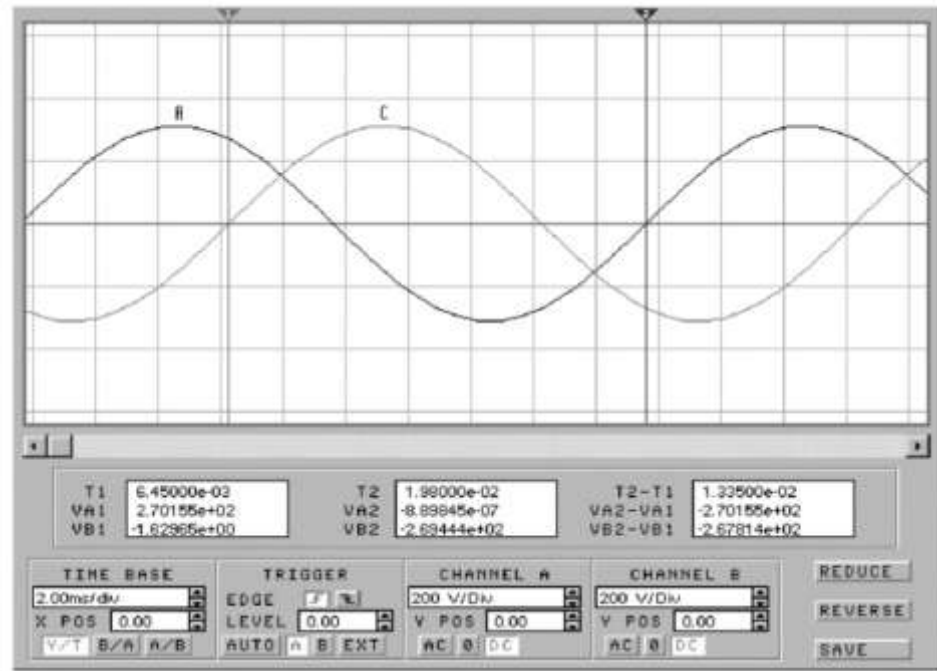 1 2
A C
T1 6.45000e-03 T2 1.98000e-02 T2-T1 1.33500e-02
VA1 2.70155e+02 VA2 -8.89845e-07 VA2-VA1 -2.70155e+02
VB1 -1.62965e+00 VB2 -2.69444e+02 VB2-VB1 -2.67814e+02
TIME BASE TRIGGER CHANNEL A CHANNEL B REDUCE
2.00ms/div EDGE 200 V/Div 200 V/Div
X POS 0.00 LEVEL 0.00 Y POS 0.00 Y POS 0.00 REVERSE
Y/T B/A A/B AUTO A B EXT AC 0 DC AC 0 DC SAVE